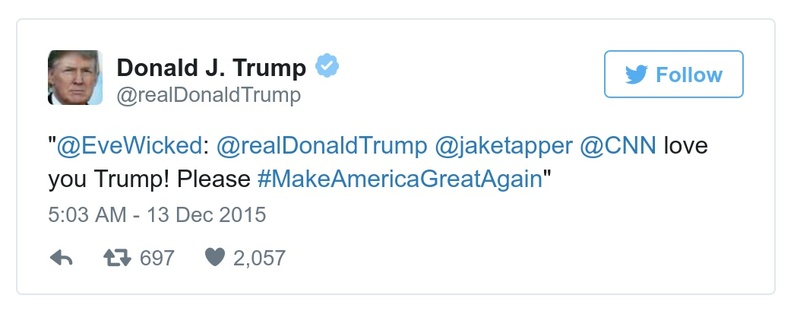 Donald J. Trump
@realDonaldTrump
Follow
"@EveWicked: @realDonaldTrump @jaketapper @CNN love
you Trump! Please #MakeAmericaGreatAgain"
5:03 AM - 13 Dec 2015
697 2,057